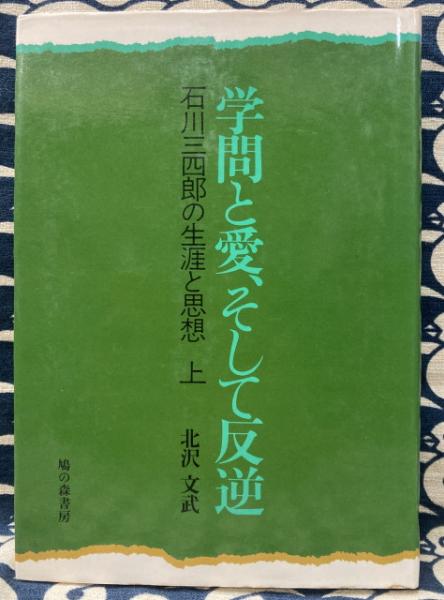 学問と愛、そして反逆
石川三四郎の生涯と思想 上
北沢文武
鳩の森書房